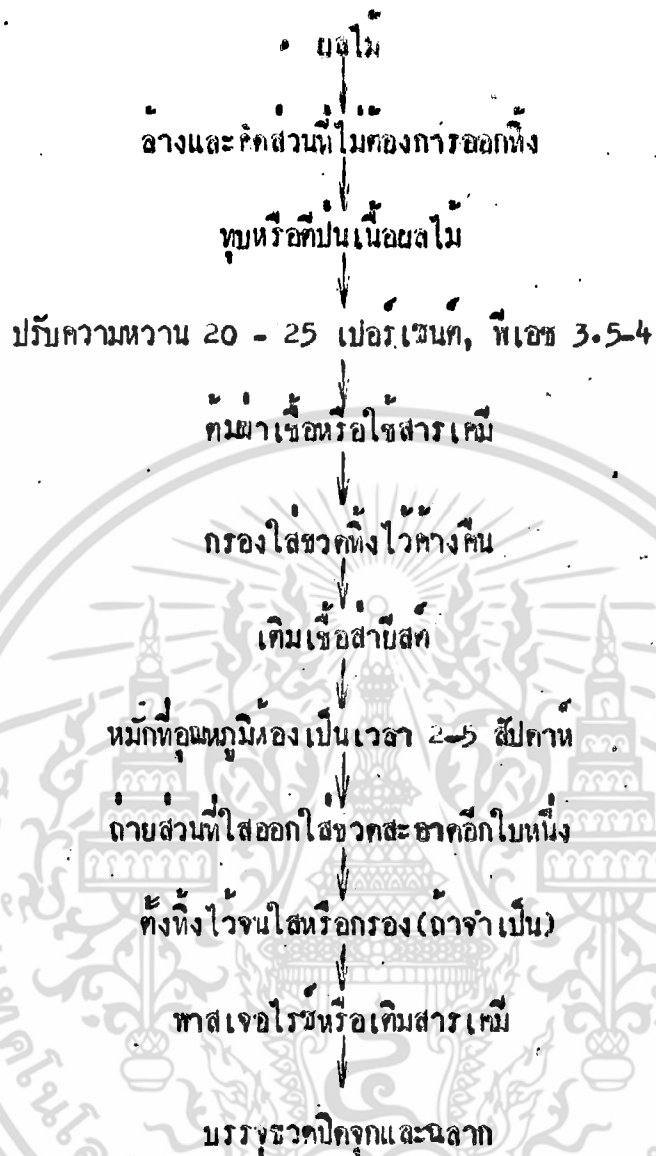 ผลไม้
ล้างและคัดส่วนที่ไม่ต้องการออกทิ้ง
ทุบหรือตีป่นเนื้อผลไม้
ปรับความหวาน 20 - 25 เปอร์เซนต์, พีเอช 3.5-4
ต้มฆ่าเชื้อหรือใช้สารเคมี
กรองใส่ขวดทิ้งไว้ค้างคืน
เติมเชื้อส่ายีสต์
หมักที่อุณหภูมิห้องเป็นเวลา 2-5 สัปดาห์
ถ่ายส่วนที่ใสออกใส่ขวดสะอาดอีกใบหนึ่ง
ตั้งทิ้งไว้จนใสหรือกรอง(ถ้าจำเป็น)
พาสเจอไรซ์หรือเติมสารเคมี
บรรจุขวดปิดจุกและฉลาก